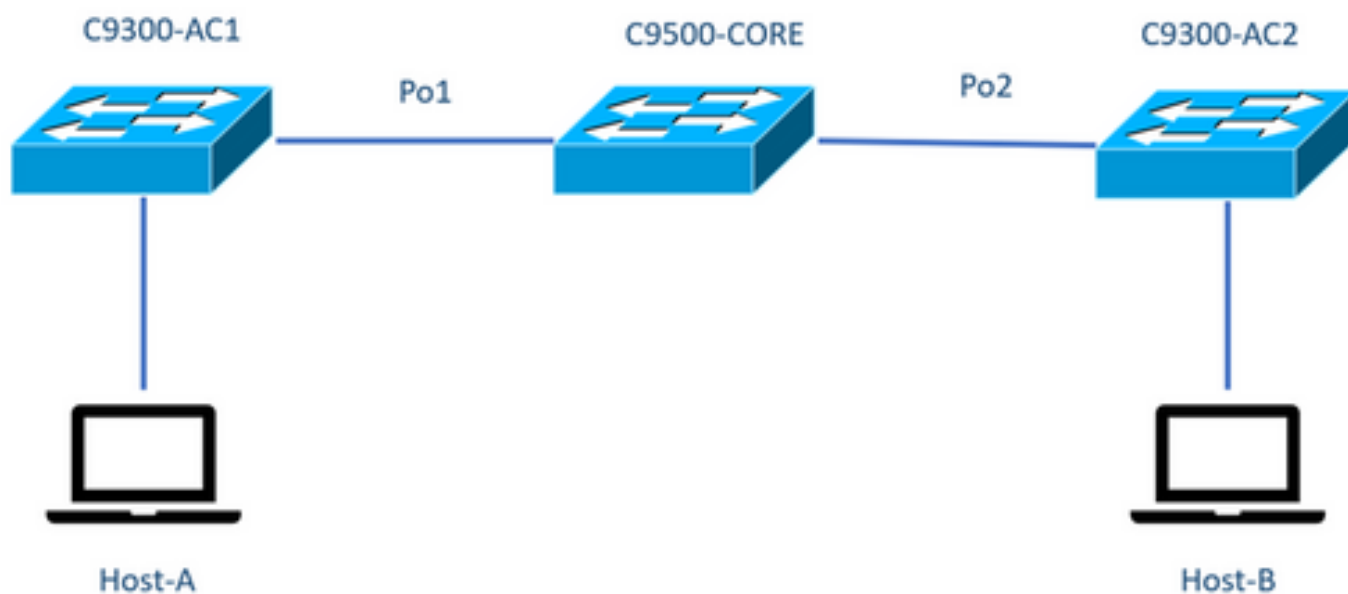 C9300-AC1
C9500-CORE
C9300-AC2
Po1
Po2
Host-A
Host-B